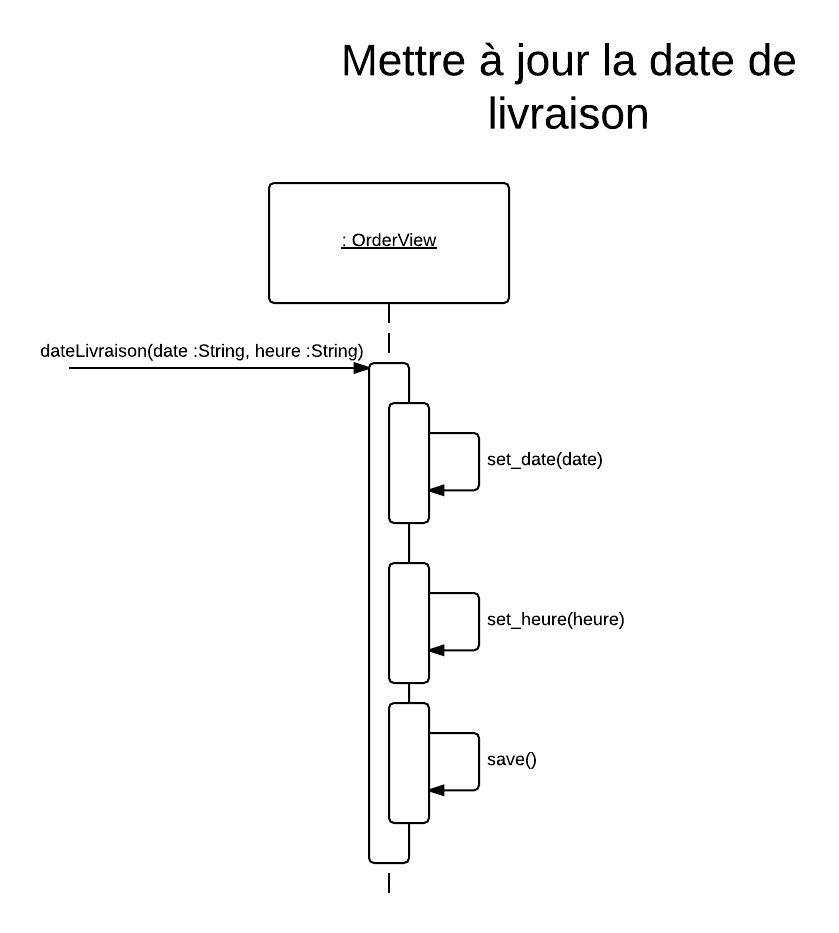 Mettre à jour la date de
livraison
: OrderView
dateLivraison(date :String, heure :String)
set_date(date)
set_heure(heure)
save()